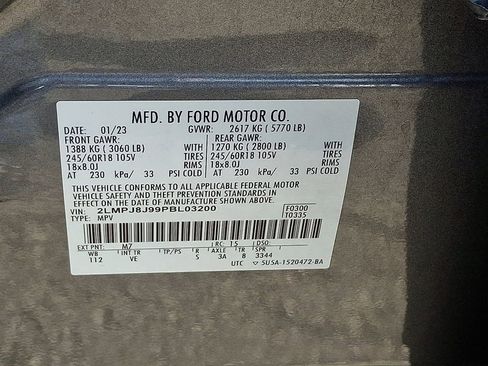 MFD. BY FORD MOTOR CO.
DATE: 01/23 GVWR: 2617 KG ( 5770 LB)
FRONT GAWR: REAR GAWR:
1388 KG ( 3060 LB) WITH 1270 KG ( 2800 LB) WITH
245/60R18 105V TIRES 245/60R18 105V TIRES
18x8.0J RIMS 18x8.0J RIMS
AT 230 kPa/ 33 PSI COLD AT 230 kPa/ 33 PSI COLD
THIS VEHICLE CONFORMS TO ALL APPLICABLE FEDERAL MOTOR
VEHICLE SAFETY AND THEFT PREVENTION STANDARDS IN
EFFECT ON THE DATE OF MANUFACTURE SHOWN ABOVE.
VIN: 2LMPJ8J99PBL03200 F0300
TYPE: MPV T0335
EXT PNT: M7 RC: 15 DSO:
WB INT TR TP/PS R AXLE TR SPR
112 VE S 3A 8 3344
UTC ▽ 5U5A-1520472-BA